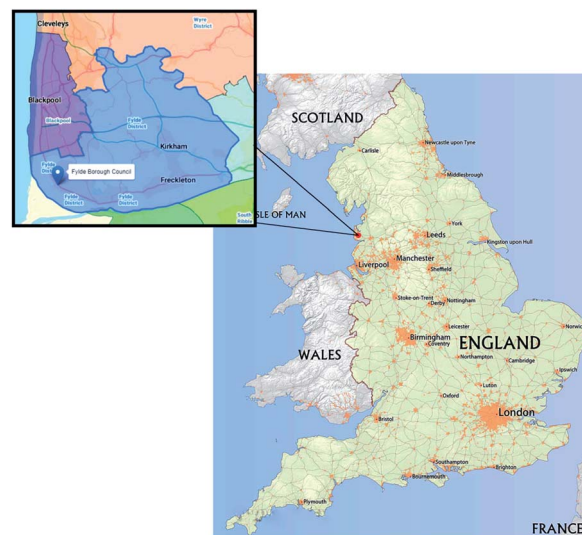 Cleveleys
Wyre
District
Blackpool
Blackpool
Fylde
District
Kirkham
Fylde
Fylde Borough Council
Freckleton
Fylde
District
Fylde
District
South
Ribble
SCOTLAND
Carlisle
Newcastle upon Tyne
Middlesbrough
ISLE OF MAN
York
Leeds
Kingston upon Hull
Manchester
Liverpool
Sheffield
Stoke-on-Trent
Nottingham
Derby
Leicester
Norwic
Birmingham
Coventry
ENGLAND
WALES
Northampton
Cambridge
Ipswich
Luton
Oxford
London
Bristol
Southampton
Brighton
Bournemouth
Plymouth
FRANCE